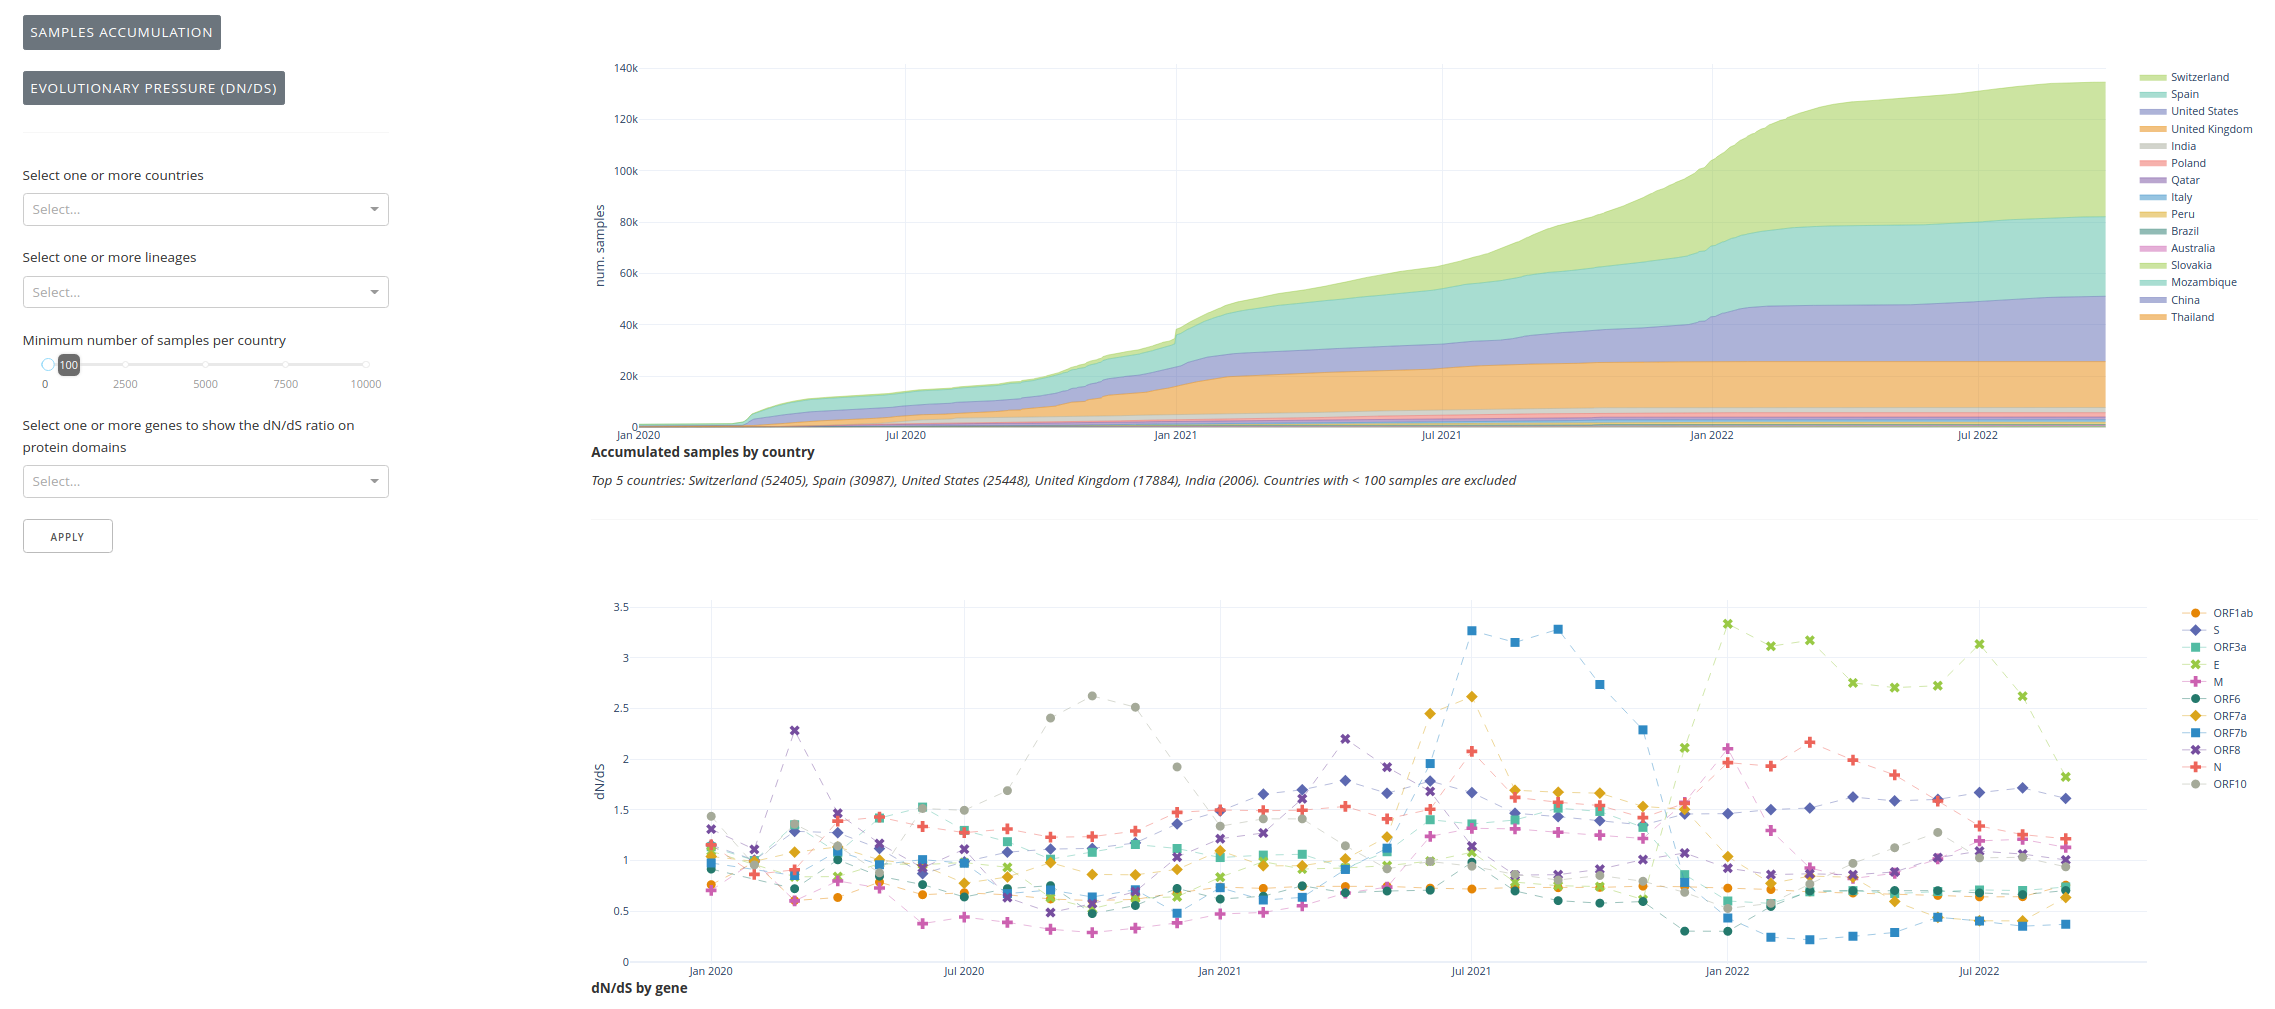 SAMPLES ACCUMULATION
EVOLUTIONARY PRESSURE (DN/DS)
Select one or more countries
Select...
Select one or more lineages
Select...
Minimum number of samples per country
100
0 2500 5000 7500 10000
Select one or more genes to show the dN/dS ratio on
protein domains
Select...
APPLY
num. samples
140k
120k
100k
80k
60k
40k
20k
0
Jan 2020 Jul 2020 Jan 2021 Jul 2021 Jan 2022 Jul 2022
Switzerland
Spain
United States
United Kingdom
India
Poland
Qatar
Italy
Peru
Brazil
Australia
Slovakia
Mozambique
China
Thailand
Accumulated samples by country
Top 5 countries: Switzerland (52405), Spain (30987), United States (25448), United Kingdom (17884), India (2006). Countries with < 100 samples are excluded
dN/dS
3.5
3
2.5
2
1.5
1
0.5
0
Jan 2020 Jul 2020 Jan 2021 Jul 2021 Jan 2022 Jul 2022
ORF1ab
S
ORF3a
E
M
ORF6
ORF7a
ORF7b
ORF8
N
ORF10
dN/dS by gene